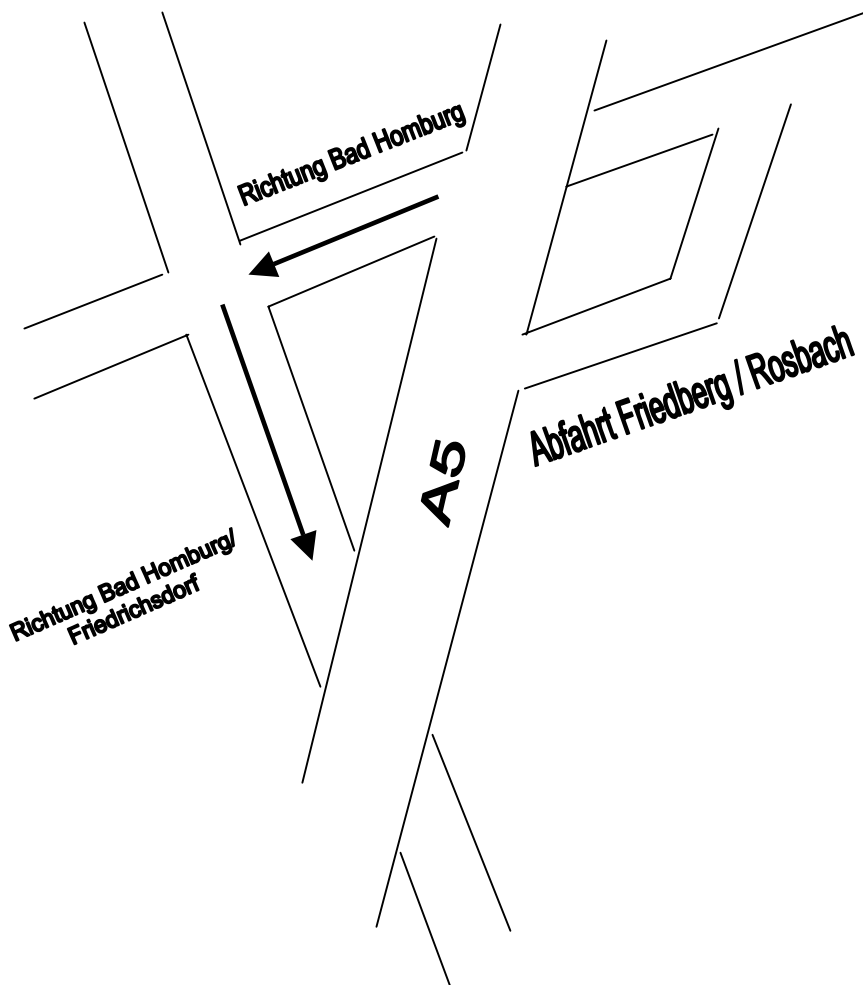 Richtung Bad Homburg
Abfahrt Friedberg / Rosbach
A5
Richtung Bad Homburg/
Friedrichsdorf